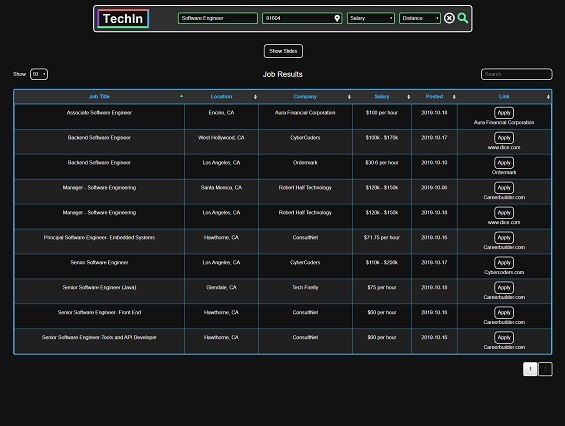 TechIn Software Engineer 91604 Salary Distance
Show Slides
Show 10 Job Results Search
Job Title Location Company Salary Posted Link
Associate Software Engineer Encino, CA Aura Financial Corporation $100 per hour 2019-10-18 Apply
Aura Financial Corporation
Backend Software Engineer West Hollywood, CA CyberCoders $100k - $170k 2019-10-17 Apply
www.dice.com
Backend Software Engineer Los Angeles, CA Ordermark $30.6 per hour 2019-10-10 Apply
Ordermark
Manager - Software Engineering Santa Monica, CA Robert Half Technology $120k - $150k 2019-10-06 Apply
Careerbuilder.com
Manager - Software Engineering Los Angeles, CA Robert Half Technology $120k - $150k 2019-10-18 Apply
www.dice.com
Principal Software Engineer- Embedded Systems Hawthorne, CA ConsultNet $71.75 per hour 2019-10-16 Apply
Careerbuilder.com
Senior Software Engineer Los Angeles, CA CyberCoders $110k - $200k 2019-10-17 Apply
Cybercoders.com
Senior Software Engineer (Java) Glendale, CA Tech Firefly $75 per hour 2019-10-18 Apply
Careerbuilder.com
Senior Software Engineer- Front End Hawthorne, CA ConsultNet $60 per hour 2019-10-16 Apply
Careerbuilder.com
Senior Software Engineer-Tools and API Developer Hawthorne, CA ConsultNet $60 per hour 2019-10-16 Apply
Careerbuilder.com
1